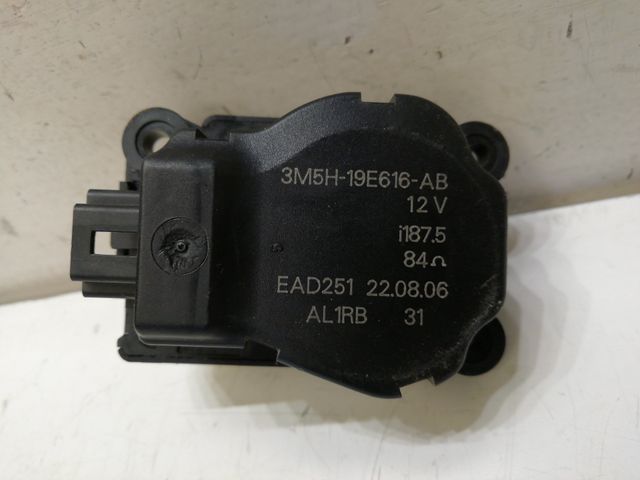 3M5H-19E616-AB
12 V
i187.5
84Ω
EAD251 22.08.06
AL1RB 31